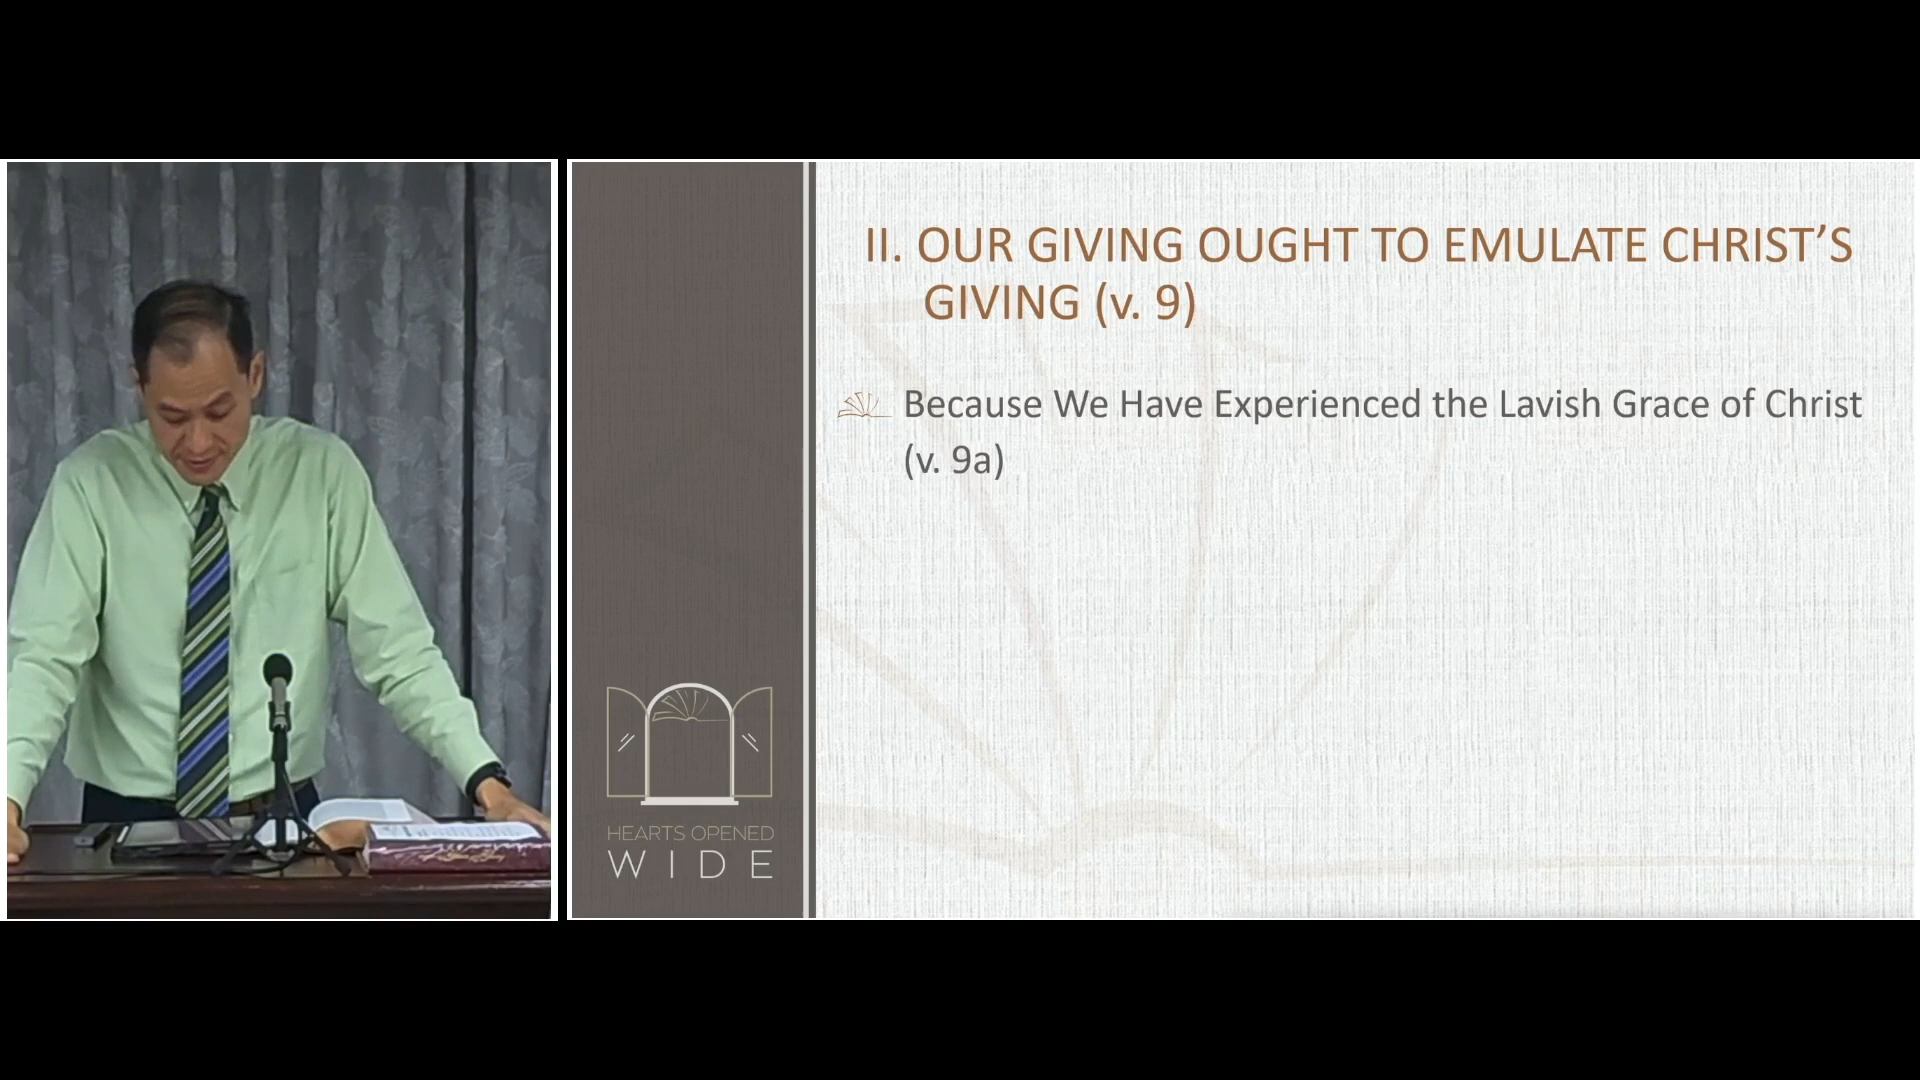 II. OUR GIVING OUGHT TO EMULATE CHRIST’S
GIVING (v. 9)
Because We Have Experienced the Lavish Grace of Christ
(v. 9a)
HEARTS OPENED
WIDE